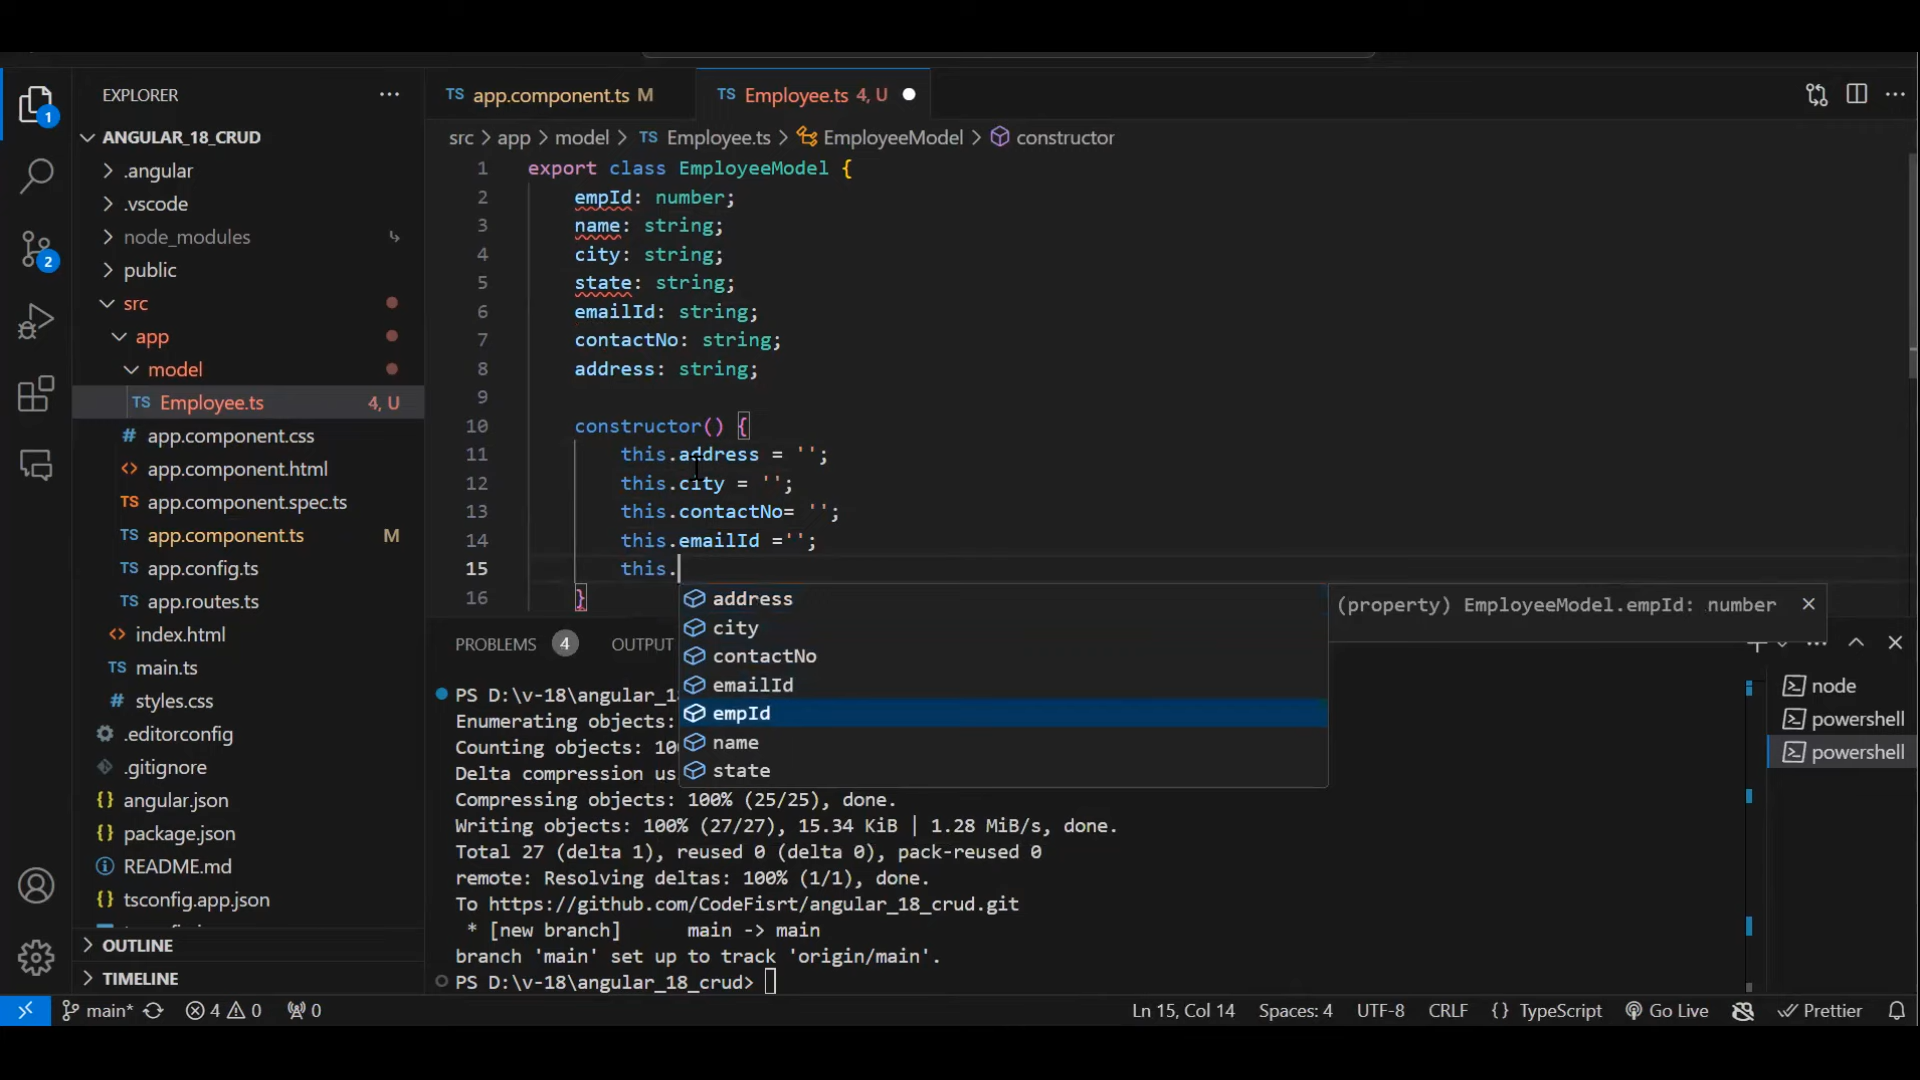 EXPLORER
ANGULAR_18_CRUD
.angular
.vscode
node_modules
public
src
app
model
TS Employee.ts 4, U
# app.component.css
<> app.component.html
TS app.component.spec.ts
TS app.component.ts M
TS app.config.ts
TS app.routes.ts
<> index.html
TS main.ts
# styles.css
.editorconfig
.gitignore
{} angular.json
{} package.json
README.md
{} tsconfig.app.json
OUTLINE
TIMELINE
1
2
TS app.component.ts M
TS Employee.ts 4, U
src > app > model > TS Employee.ts > EmployeeModel > constructor
1 export class EmployeeModel {
2 empId: number;
3 name: string;
4 city: string;
5 state: string;
6 emailId: string;
7 contactNo: string;
8 address: string;
9
10 constructor() {
11 this.address = '';
12 this.city = '';
13 this.contactNo= '';
14 this.emailId ='';
15 this.
16 }
address
city
contactNo
emailId
empId
name
state
(property) EmployeeModel.empId: number
PROBLEMS 4 OUTPUT
PS D:\v-18\angular_1
Enumerating objects:
Counting objects: 10
Delta compression us
Compressing objects: 100% (25/25), done.
Writing objects: 100% (27/27), 15.34 KiB | 1.28 MiB/s, done.
Total 27 (delta 1), reused 0 (delta 0), pack-reused 0
remote: Resolving deltas: 100% (1/1), done.
To https://github.com/CodeFisrt/angular_18_crud.git
* [new branch] main -> main
branch 'main' set up to track 'origin/main'.
PS D:\v-18\angular_18_crud>
node
powershell
powershell
main* 4 0 0 Ln 15, Col 14 Spaces: 4 UTF-8 CRLF {} TypeScript Go Live Prettier